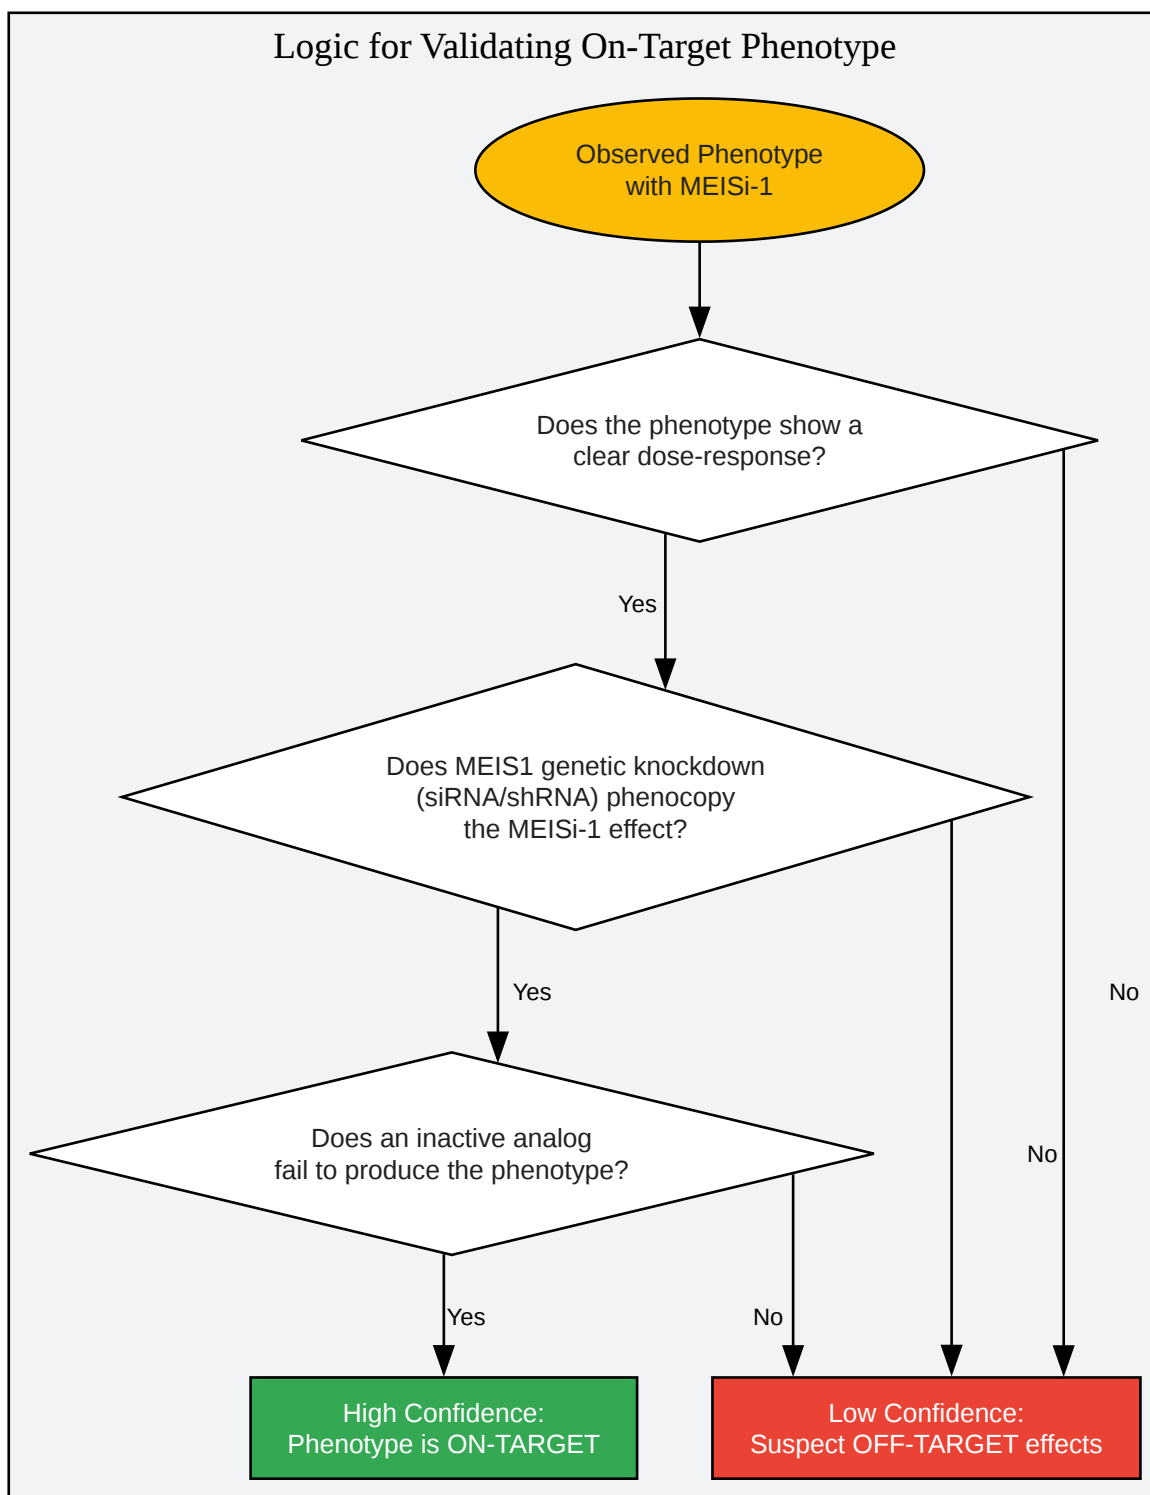 Logic for Validating On-Target Phenotype
Observed Phenotype
with MEISi-1
Does the phenotype show a
clear dose-response?
Yes
Does MEIS1 genetic knockdown
(siRNA/shRNA) phenocopy
the MEISi-1 effect?
Yes
No
Does an inactive analog
fail to produce the phenotype?
No
Yes
No
High Confidence:
Phenotype is ON-TARGET
Low Confidence:
Suspect OFF-TARGET effects